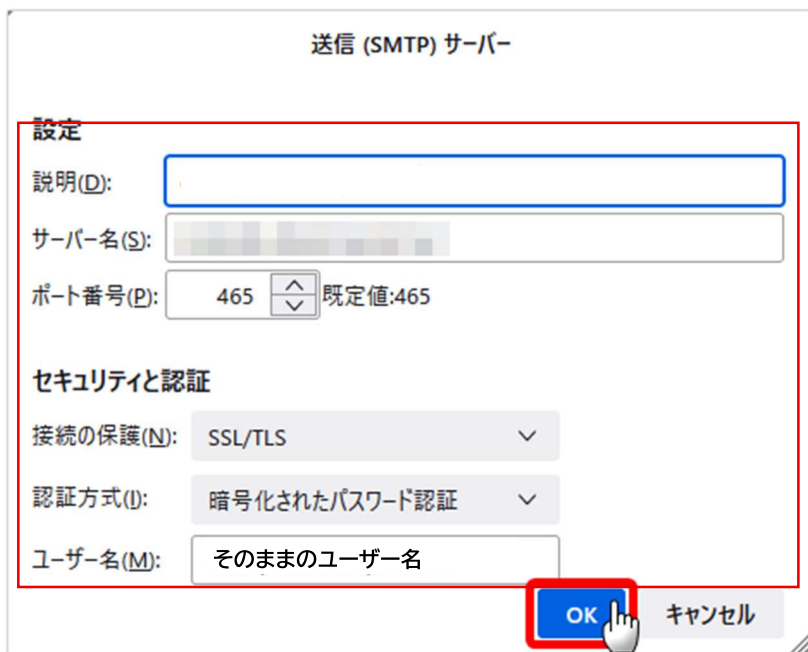 送信 (SMTP) サーバー
設定
説明(D):
サーバー名(S):
ポート番号(P): 465 既定値:465
セキュリティと認証
接続の保護(N): SSL/TLS
認証方式(I): 暗号化されたパスワード認証
ユーザー名(M): そのままのユーザー名
OK キャンセル